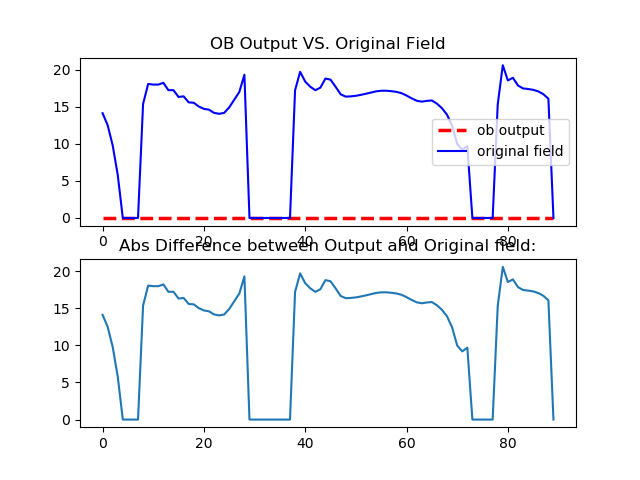 OB Output VS. Original Field
20
15
10
5
0
ob output
original field
0 20 40 60 80
Abs Difference between Output and Original field:
20
15
10
5
0
0 20 40 60 80